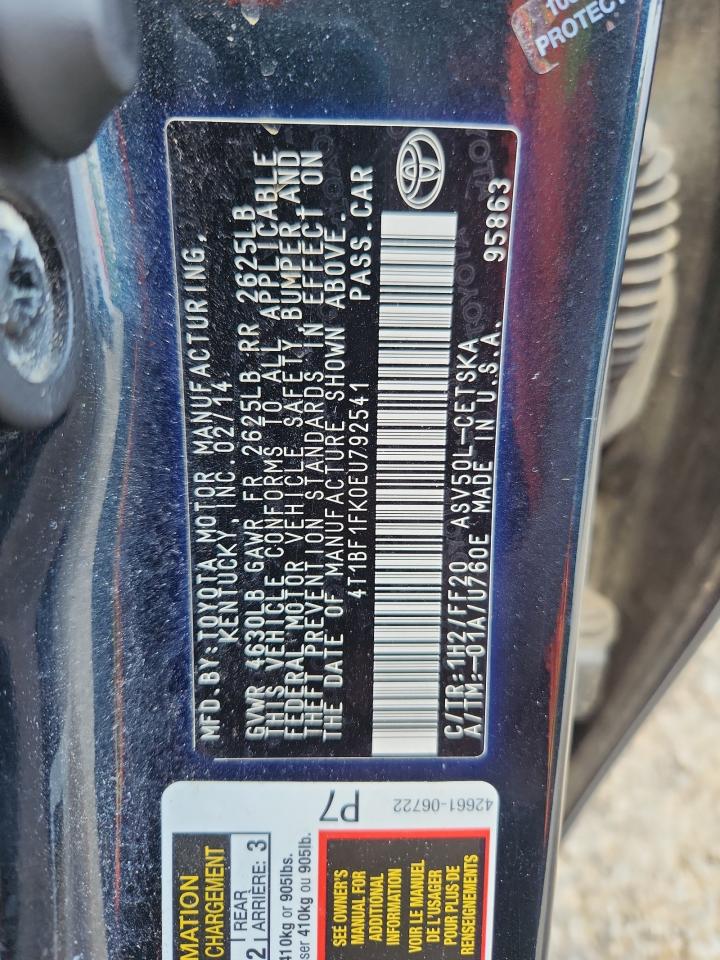 MFD.BY:TOYOTA MOTOR MANUFACTURING,
KENTUCKY, INC.02/14
GVWR 4630LB GAWR FR 2625LB RR 2625LB
THIS VEHICLE CONFORMS TO ALL APPLICABLE
FEDERAL MOTOR VEHICLE SAFETY, BUMPER, AND
THEFT PREVENTION STANDARDS IN EFFECT ON
THE DATE OF MANUFACTURE SHOWN ABOVE.
4T1BF1FK0EU792541 PASS.CAR
C/TR:1H2/FF20 ASV50L-CETSKA
A/TM:-01A/U760E MADE IN U.S.A. 95863
PROTECT
42661-06722
P7
MATION
CHARGEMENT
2 REAR
ARRIÈRE: 3
410kg or 905lbs.
ser 410kg ou 905lb.
SEE OWNER'S
MANUAL FOR
ADDITIONAL
INFORMATION
VOIR LE MANUEL
DE L'USAGER
POUR PLUS DE
RENSEIGNEMENTS